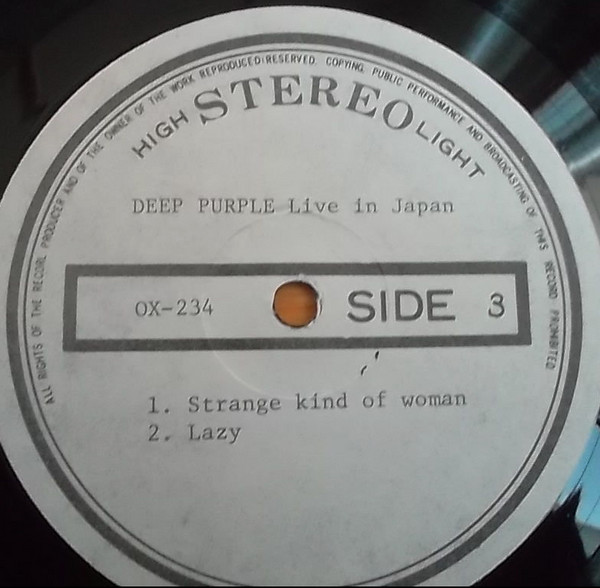 ALL RIGHTS OF THE RECORD PRODUCER AND OF THE OWNER OF THE WORK REPRODUCED RESERVED. COPYING, PUBLIC PERFORMANCE AND BROADCASTING OF THIS RECORD PROHIBITED
HIGH STEREO LIGHT
DEEP PURPLE Live in Japan
OX-234 SIDE 3
1. Strange kind of woman
2. Lazy